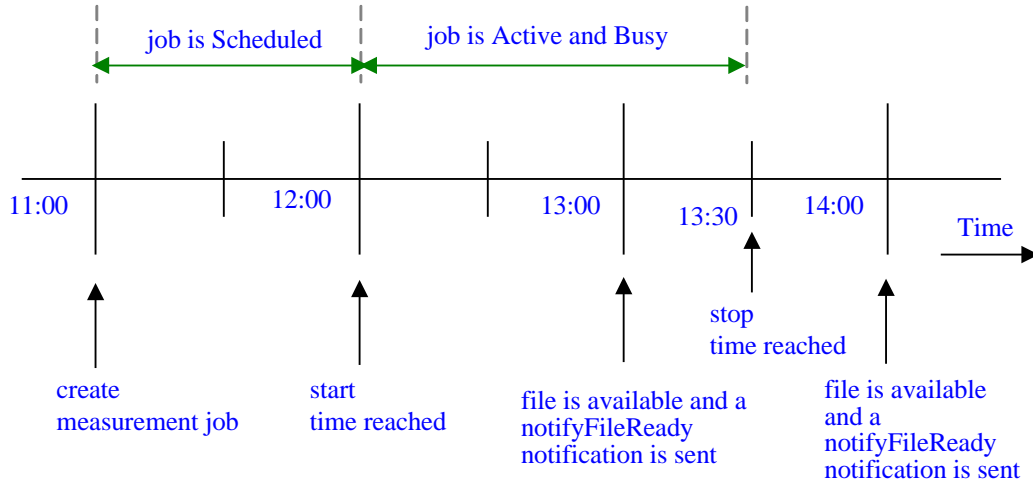 job is Scheduled
job is Active and Busy
11:00
12:00
13:00
13:30
14:00
Time
create
measurement job
start
time reached
file is available and a
notifyFileReady
notification is sent
stop
time reached
file is available
and a
notifyFileReady
notification is sent